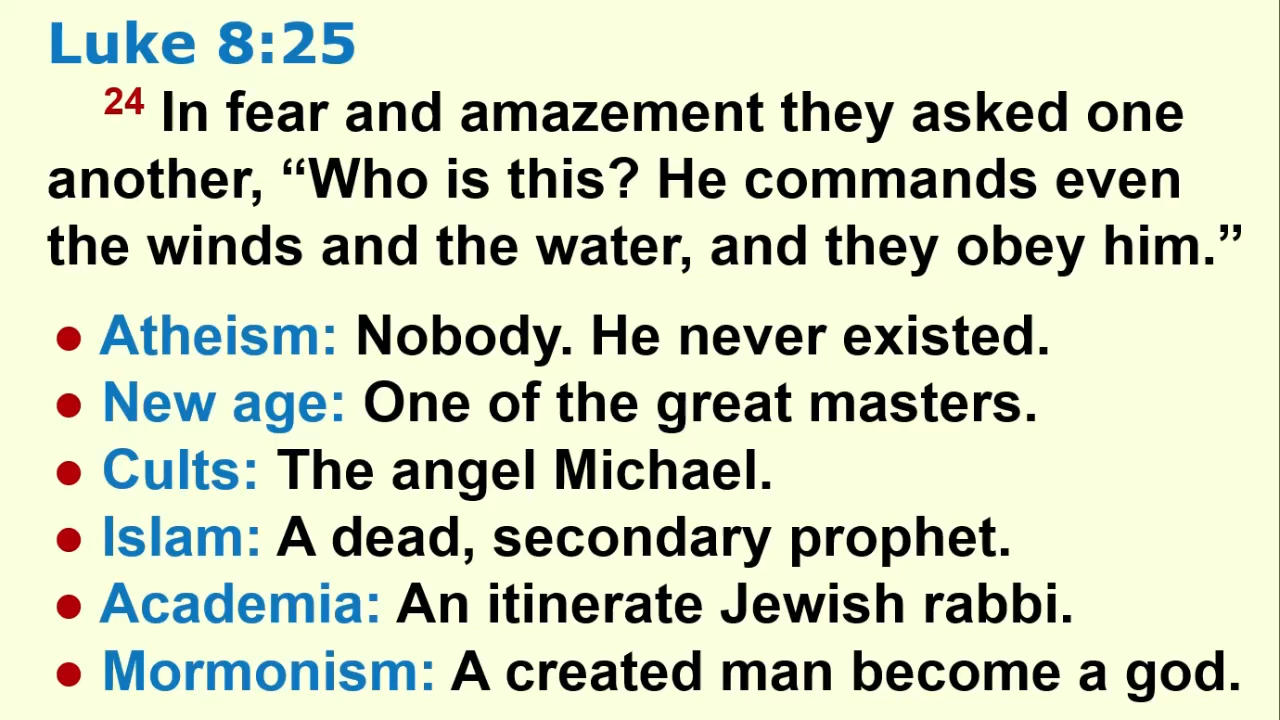 Luke 8:25
24 In fear and amazement they asked one
another, “Who is this? He commands even
the winds and the water, and they obey him.”
● Atheism: Nobody. He never existed.
● New age: One of the great masters.
● Cults: The angel Michael.
● Islam: A dead, secondary prophet.
● Academia: An itinerate Jewish rabbi.
● Mormonism: A created man become a god.